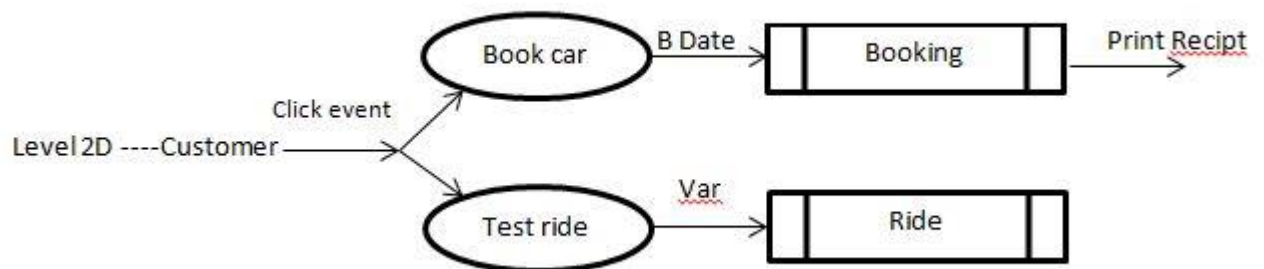 Book car
B Date
Booking
Print Recipt
Click event
Level 2D ----Customer
Test ride
Var
Ride